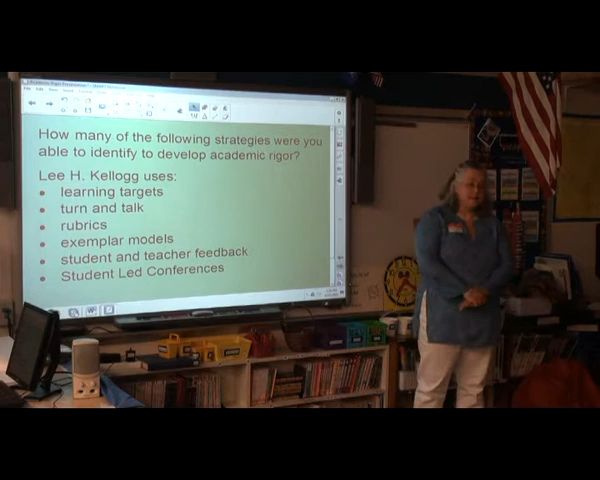 How many of the following strategies were you
able to identify to develop academic rigor?
Lee H. Kellogg uses:
• learning targets
• turn and talk
• rubrics
• exemplar models
• student and teacher feedback
• Student Led Conferences